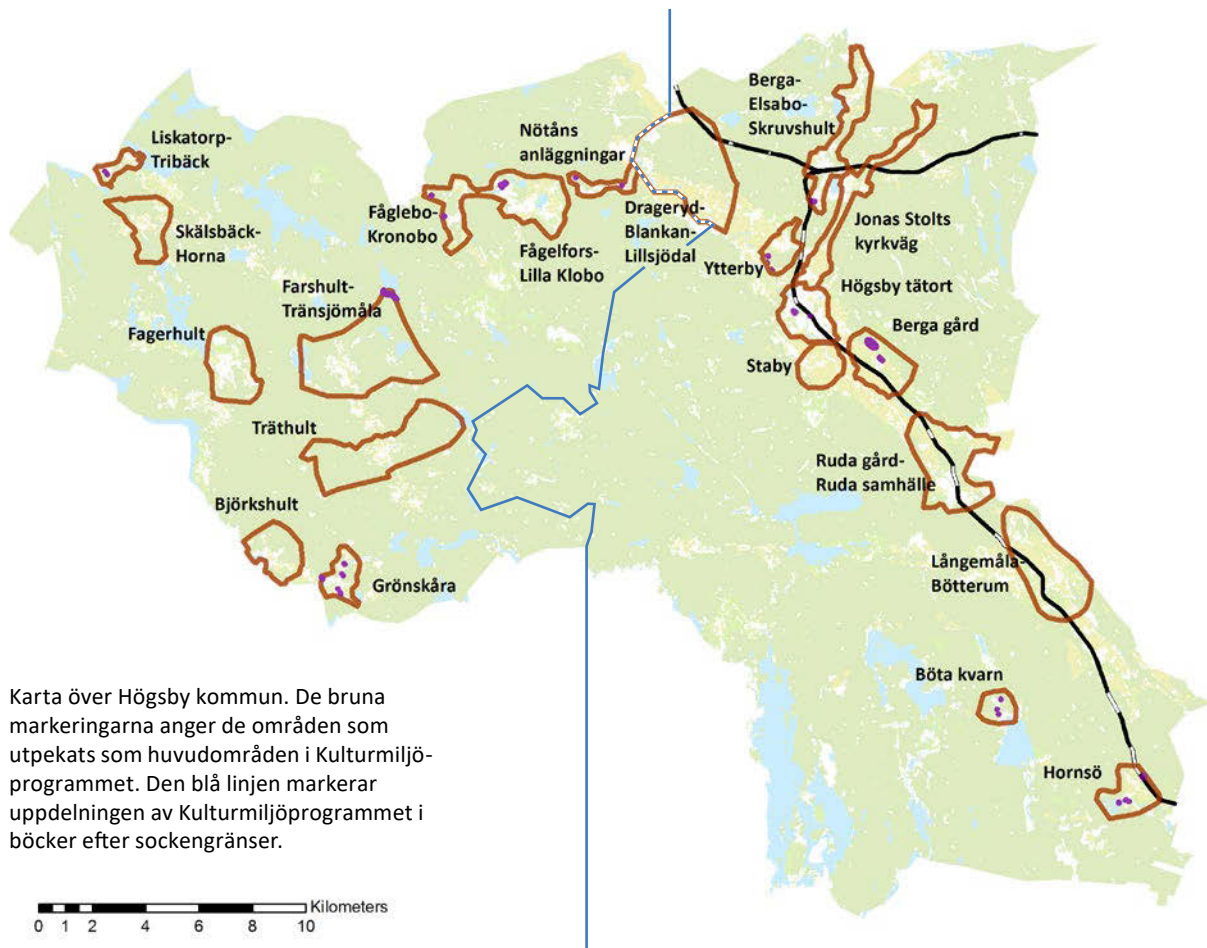 Berga-
Elsabo-
Skruvshult
Liskatorp-
Tribäck
Nötåns
anläggningar
Fåglebo-
Kronobo
Drageryd-
Blankan-
Lillsjödal
Jonas Stolts
kyrkväg
Skälsbäck-
Horna
Fågelfors-
Lilla Klobo
Ytterby
Högsby tätort
Farshult-
Tränsjömåla
Fagerhult
Berga gård
Staby
Träthult
Ruda gård-
Ruda samhälle
Björkshult
Grönskåra
Långemåla-
Bötterum
Böta kvarn
Hornsö
Karta över Högsby kommun. De bruna
markeringarna anger de områden som
utpekats som huvudområden i Kulturmiljö-
programmet. Den blå linjen markerar
uppdelningen av Kulturmiljöprogrammet i
böcker efter sockengränser.
Kilometers
0 1 2 4 6 8 10